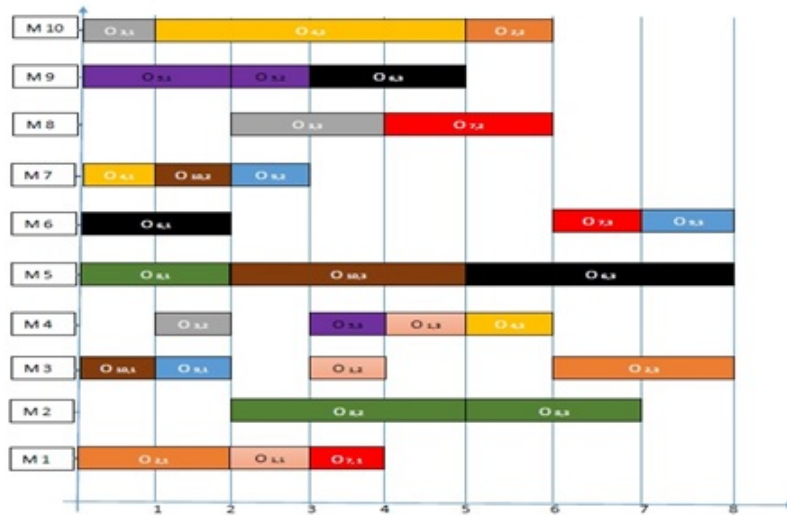 M 10 O 3,1 O 4,2 O 2,2
M 9 O 5,1 O 5,2 O 6,3
M 8 O 3,3 O 7,2
M 7 O 4,1 O 10,2 O 9,2
M 6 O 6,1 O 7,3 O 9,3
M 5 O 8,1 O 10,3 O 6,3
M 4 O 3,2 O 5,3 O 1,3 O 4,3
M 3 O 10,1 O 9,1 O 1,2 O 2,3
M 2 O 8,2 O 8,3
M 1 O 2,1 O 1,1 O 7,1
1 2 3 4 5 6 7 8